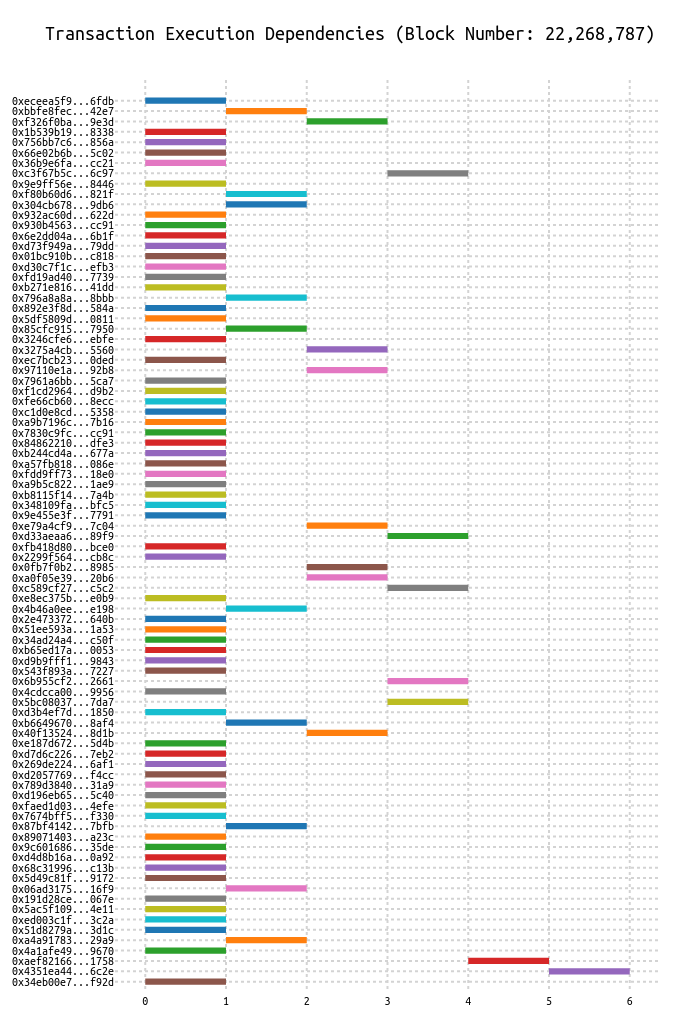 Transaction Execution Dependencies (Block Number: 22,268,787)
0xeceea5f9...6fdb
0xbbfe8fec...42e7
0xf326f0ba...9e3d
0x1b539b19...8338
0x756bb7c6...856a
0x66e02b6b...5c02
0x36b9e6fa...cc21
0xc3f67b5c...6c97
0x9e9ff56e...8446
0xf80b60d6...821f
0x304cb678...9db6
0x932ac60d...622d
0x930b4563...cc91
0x6e2dd04a...6b1f
0xd73f949a...79dd
0x01bc910b...c818
0xd30c7f1c...efb3
0xfd19ad40...7739
0xb271e816...41dd
0x796a8a8a...8bbb
0x892e3f8d...584a
0x5df5809d...0811
0x85cfc915...7950
0x3246cfe6...ebfe
0x3275a4cb...5560
0xec7bcb23...0ded
0x97110e1a...92b8
0x7961a6bb...5ca7
0xf1cd2964...d9b2
0xfe66cb60...8ecc
0xc1d0e8cd...5358
0xa9b7196c...7b16
0x7830c9fc...cc91
0x84862210...dfe3
0xb244cd4a...677a
0xa57fb818...086e
0xfdd9ff73...18e0
0xa9b5c822...1ae9
0xb8115f14...7a4b
0x348109fa...bfc5
0x9e455e3f...7791
0xe79a4cf9...7c04
0xd33aeaa6...89f9
0xfb418d80...bce0
0x2299f564...cb8c
0x0fb7f0b2...8985
0xa0f05e39...20b6
0xc589cf27...c5c2
0xe8ec375b...e0b9
0x4b46a0ee...e198
0x2e473372...640b
0x51ee593a...1a53
0x34ad24a4...c50f
0xb65ed17a...0053
0xd9b9fff1...9843
0x543f893a...7227
0x6b955cf2...2661
0x4cdcca00...9956
0x5bc08037...7da7
0xd3b4ef7d...1850
0xb6649670...8af4
0x40f13524...8d1b
0xe187d672...5d4b
0xd7d6c226...7eb2
0x269de224...6af1
0xd2057769...f4cc
0x789d3840...31a9
0xd196eb65...5c40
0xfaed1d03...4efe
0x7674bff5...f330
0x87bf4142...7bfb
0x89071403...a23c
0x9c601686...35de
0xd4d8b16a...0a92
0x68c31996...c13b
0x5d49c81f...9172
0x06ad3175...16f9
0x191d28ce...067e
0x5ac5f109...4e11
0xed003c1f...3c2a
0x51d8279a...3d1c
0xa4a91783...29a9
0x4a1afe49...9670
0xaef82166...1758
0x4351ea44...6c2e
0x34eb00e7...f92d
0 1 2 3 4 5 6